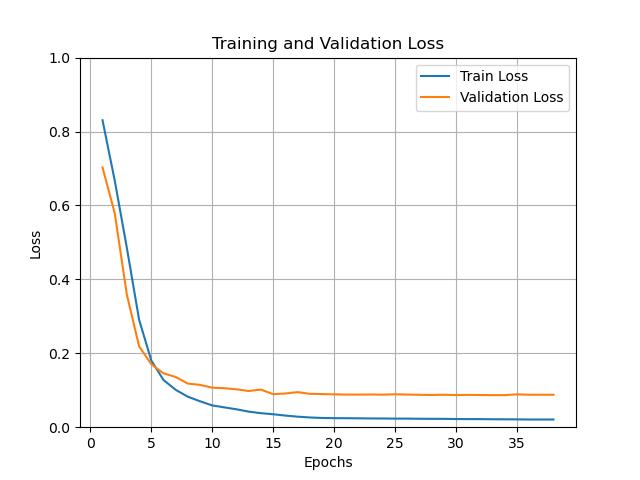 Training and Validation Loss
Train Loss
Validation Loss
Loss
1.0
0.8
0.6
0.4
0.2
0.0
0 5 10 15 20 25 30 35
Epochs